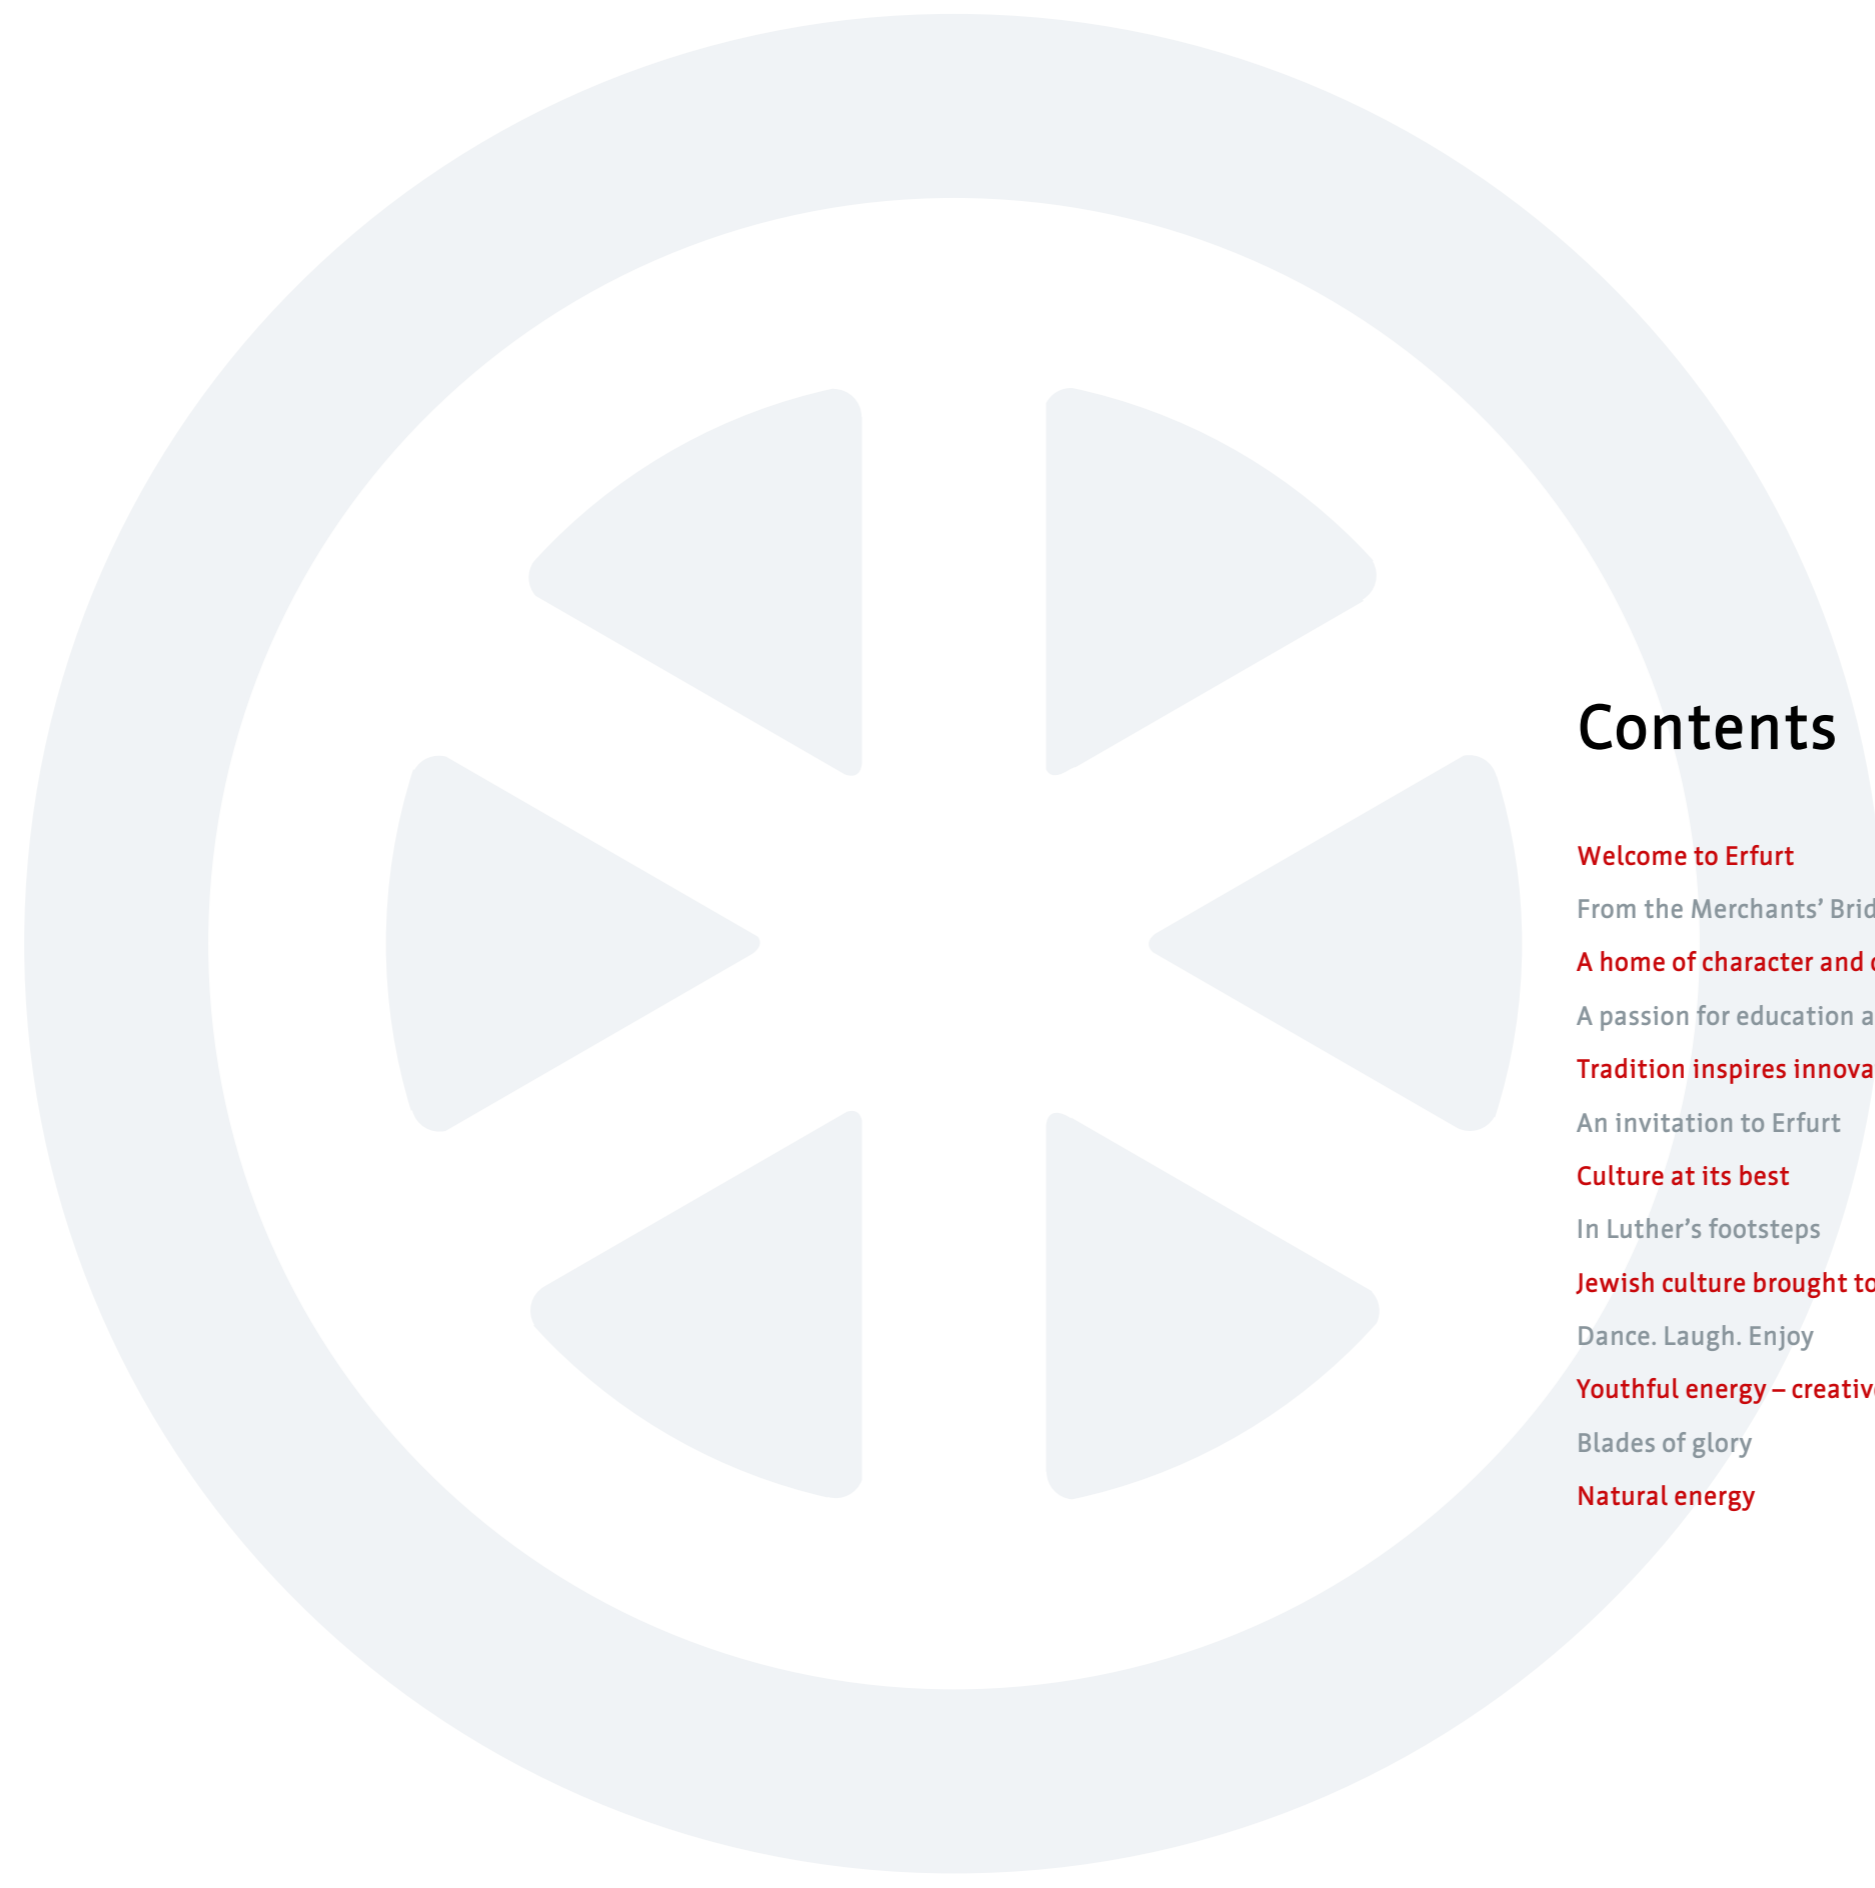 Contents
Welcome to Erfurt
From the Merchants’
A home of character and
A passion for education
Tradition inspires
An invitation to Erfurt
Culture at its best
In Luther’s footsteps
Jewish culture brought to
Dance. Laugh. Enjoy
Youthful energy –
Blades of glory
Natural energy